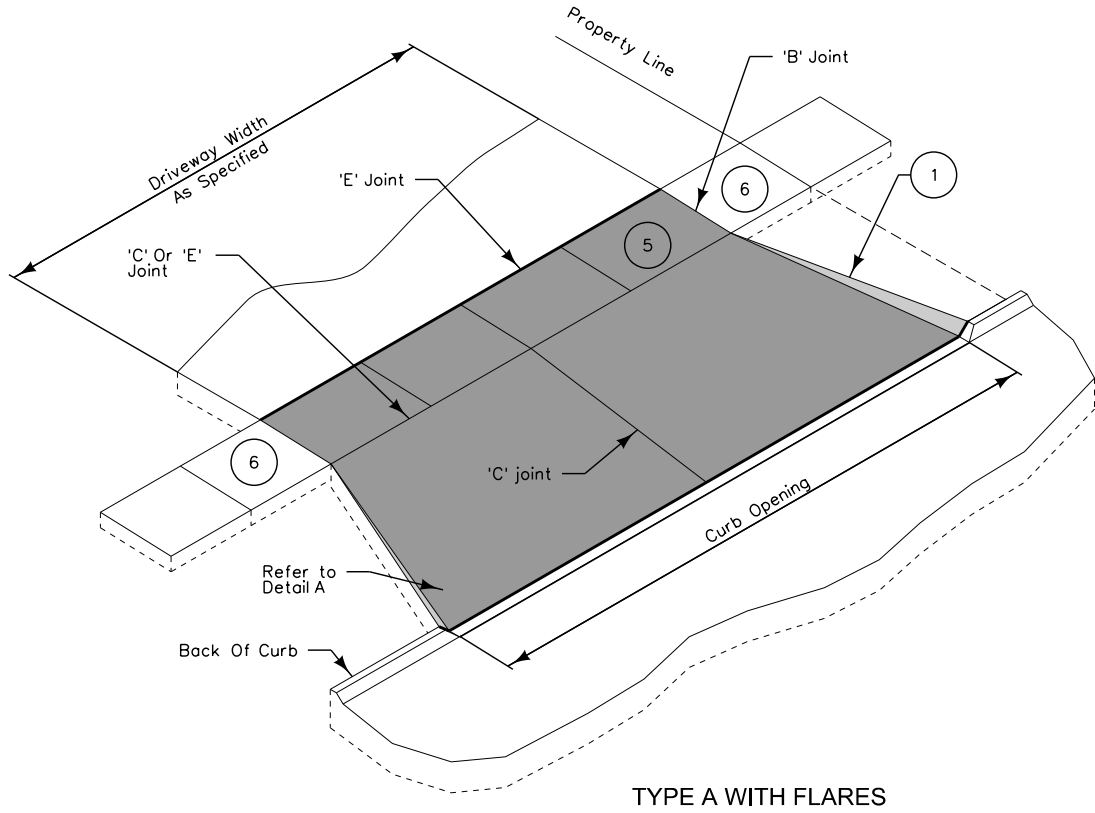 Property Line
'B' Joint
Driveway Width
As Specified
'E' Joint
6
1
'C' Or 'E'
Joint
5
6
'C' joint
Curb Opening
Refer to
Detail A
Back Of Curb
TYPE A WITH FLARES